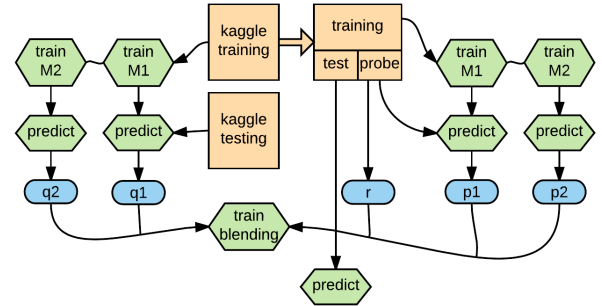 train
M2
train
M1
kaggle
training
training
test
probe
train
M1
train
M2
predict
predict
kaggle
testing
predict
predict
q2
q1
r
p1
p2
train
blending
predict